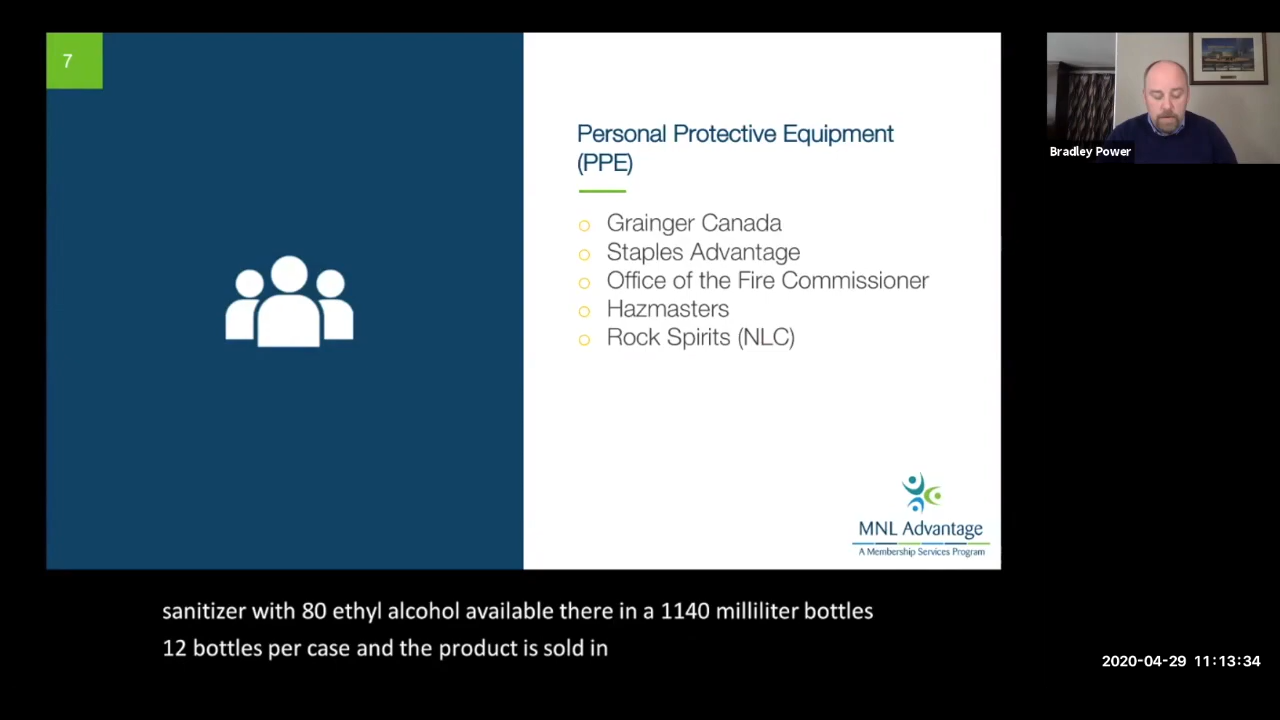 7
Personal Protective Equipment
(PPE)
Grainger Canada
Staples Advantage
Office of the Fire Commissioner
Hazmasters
Rock Spirits (NLC)
MNL Advantage
A Membership Services Program
Bradley Power
sanitizer with 80 ethyl alcohol available there in a 1140 milliliter bottles
12 bottles per case and the product is sold in
2020-04-29 11:13:34